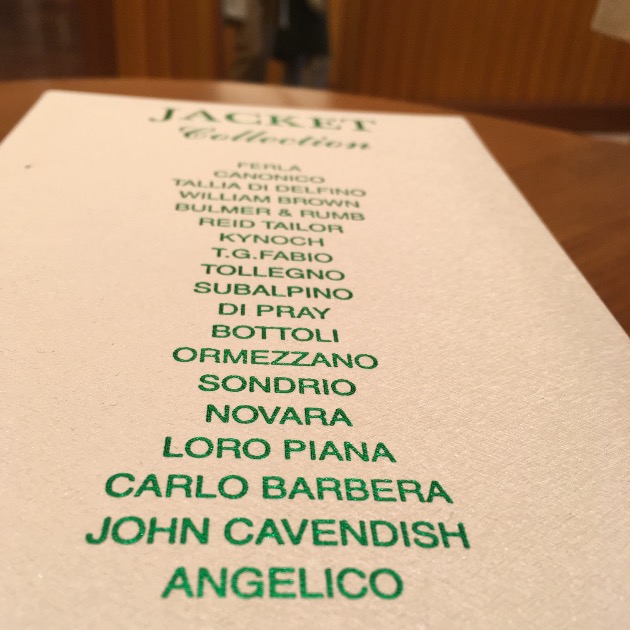 JACKET
Collection
FERLA
CANONICO
TALLIA DI DELFINO
WILLIAM BROWN
BULMER & RUMB
REID TAILOR
KYNOCH
T.G.FABIO
TOLLEGNO
SUBALPINO
DI PRAY
BOTTOLI
ORMEZZANO
SONDRIO
NOVARA
LORO PIANA
CARLO BARBERA
JOHN CAVENDISH
ANGELICO